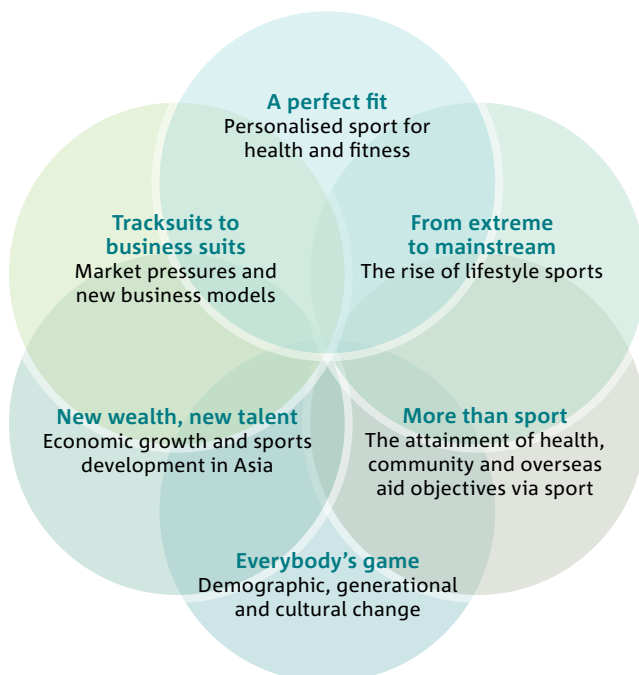 A perfect fit
Personalised sport for
health and fitness
From extreme
to mainstream
The rise of lifestyle sports
More than sport
The attainment of health,
community and overseas
aid objectives via sport
Everybody’s game
Demographic, generational
and cultural change
New wealth, new talent
Economic growth and sports
development in Asia
Tracksuits to
business suits
Market pressures and
new business models